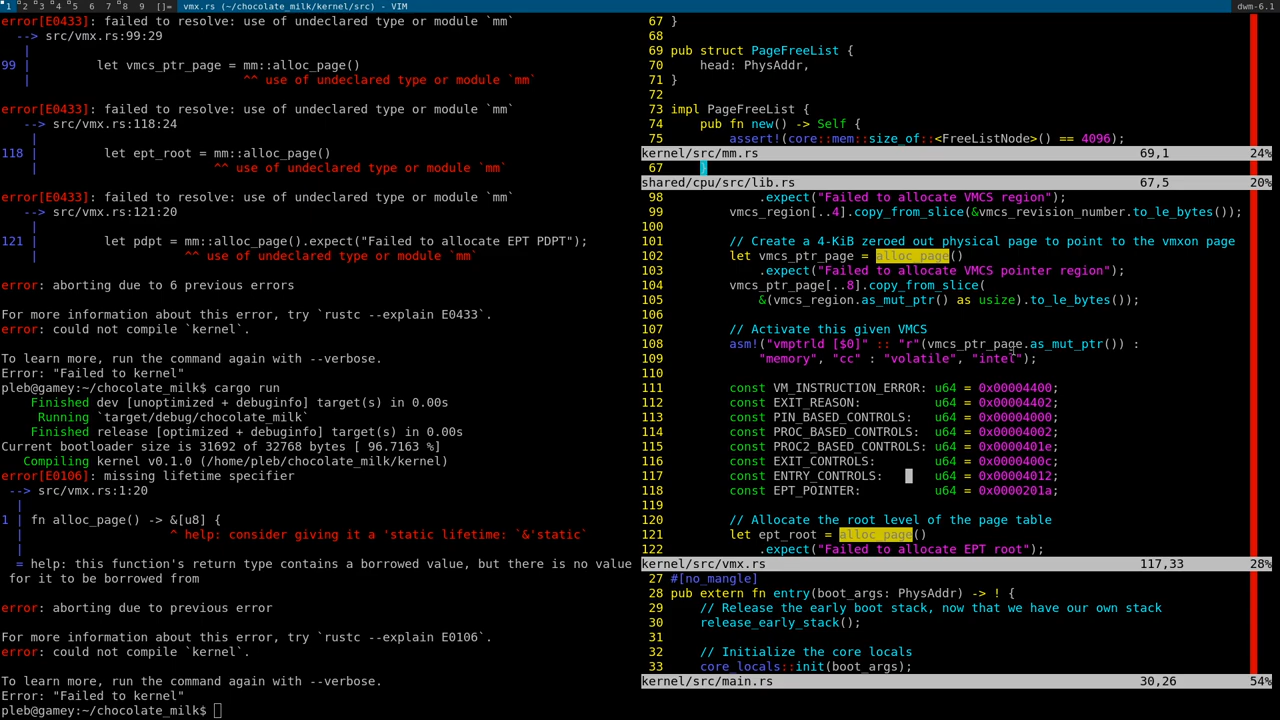 1 2 3 4 5 6 7 8 9 []= vmx.rs (~/chocolate_milk/kernel/src) - VIM dwm-6.1
error[E0433]: failed to resolve: use of undeclared type or module `mm`
--> src/vmx.rs:99:29
|
99 | let vmcs_ptr_page = mm::alloc_page()
| ^^ use of undeclared type or module `mm`
error[E0433]: failed to resolve: use of undeclared type or module `mm`
--> src/vmx.rs:118:24
|
118 | let ept_root = mm::alloc_page()
| ^^ use of undeclared type or module `mm`
error[E0433]: failed to resolve: use of undeclared type or module `mm`
--> src/vmx.rs:121:20
|
121 | let pdpt = mm::alloc_page().expect("Failed to allocate EPT PDPT");
| ^^ use of undeclared type or module `mm`
error: aborting due to 6 previous errors
For more information about this error, try `rustc --explain E0433`.
error: could not compile `kernel`.
To learn more, run the command again with --verbose.
Error: "Failed to kernel"
pleb@gamey:~/chocolate_milk$ cargo run
Finished dev [unoptimized + debuginfo] target(s) in 0.00s
Running `target/debug/chocolate_milk`
Finished release [optimized + debuginfo] target(s) in 0.00s
Current bootloader size is 31692 of 32768 bytes [ 96.7163 %]
Compiling kernel v0.1.0 (/home/pleb/chocolate_milk/kernel)
error[E0106]: missing lifetime specifier
--> src/vmx.rs:1:20
|
1 | fn alloc_page() -> &[u8] {
| ^ help: consider giving it a 'static lifetime: `&'static`
|
= help: this function's return type contains a borrowed value, but there is no value
for it to be borrowed from
error: aborting due to previous error
For more information about this error, try `rustc --explain E0106`.
error: could not compile `kernel`.
To learn more, run the command again with --verbose.
Error: "Failed to kernel"
pleb@gamey:~/chocolate_milk$
67 }
68
69 pub struct PageFreeList {
70 head: PhysAddr,
71 }
72
73 impl PageFreeList {
74 pub fn new() -> Self {
75 assert!(core::mem::size_of::<FreeListNode>() == 4096);
kernel/src/mm.rs 69,1 24%
67 }
shared/cpu/src/lib.rs 67,5 20%
98 .expect("Failed to allocate VMCS region");
99 vmcs_region[..4].copy_from_slice(&vmcs_revision_number.to_le_bytes());
100
101 // Create a 4-KiB zeroed out physical page to point to the vmxon page
102 let vmcs_ptr_page = alloc_page()
103 .expect("Failed to allocate VMCS pointer region");
104 vmcs_ptr_page[..8].copy_from_slice(
105 &(vmcs_region.as_mut_ptr() as usize).to_le_bytes());
106
107 // Activate this given VMCS
108 asm!("vmptrld [$0]" :: "r"(vmcs_ptr_page.as_mut_ptr()) :
109 "memory", "cc" : "volatile", "intel");
110
111 const VM_INSTRUCTION_ERROR: u64 = 0x00004400;
112 const EXIT_REASON: u64 = 0x00004402;
113 const PIN_BASED_CONTROLS: u64 = 0x00004000;
114 const PROC_BASED_CONTROLS: u64 = 0x00004002;
115 const PROC2_BASED_CONTROLS: u64 = 0x0000401e;
116 const EXIT_CONTROLS: u64 = 0x0000400c;
117 const ENTRY_CONTROLS: u64 = 0x00004012;
118 const EPT_POINTER: u64 = 0x0000201a;
119
120 // Allocate the root level of the page table
121 let ept_root = alloc_page()
122 .expect("Failed to allocate EPT root");
kernel/src/vmx.rs 117,33 28%
27 #[no_mangle]
28 pub extern fn entry(boot_args: PhysAddr) -> ! {
29 // Release the early boot stack, now that we have our own stack
30 release_early_stack();
31
32 // Initialize the core locals
33 core_locals::init(boot_args);
kernel/src/main.rs 30,26 54%